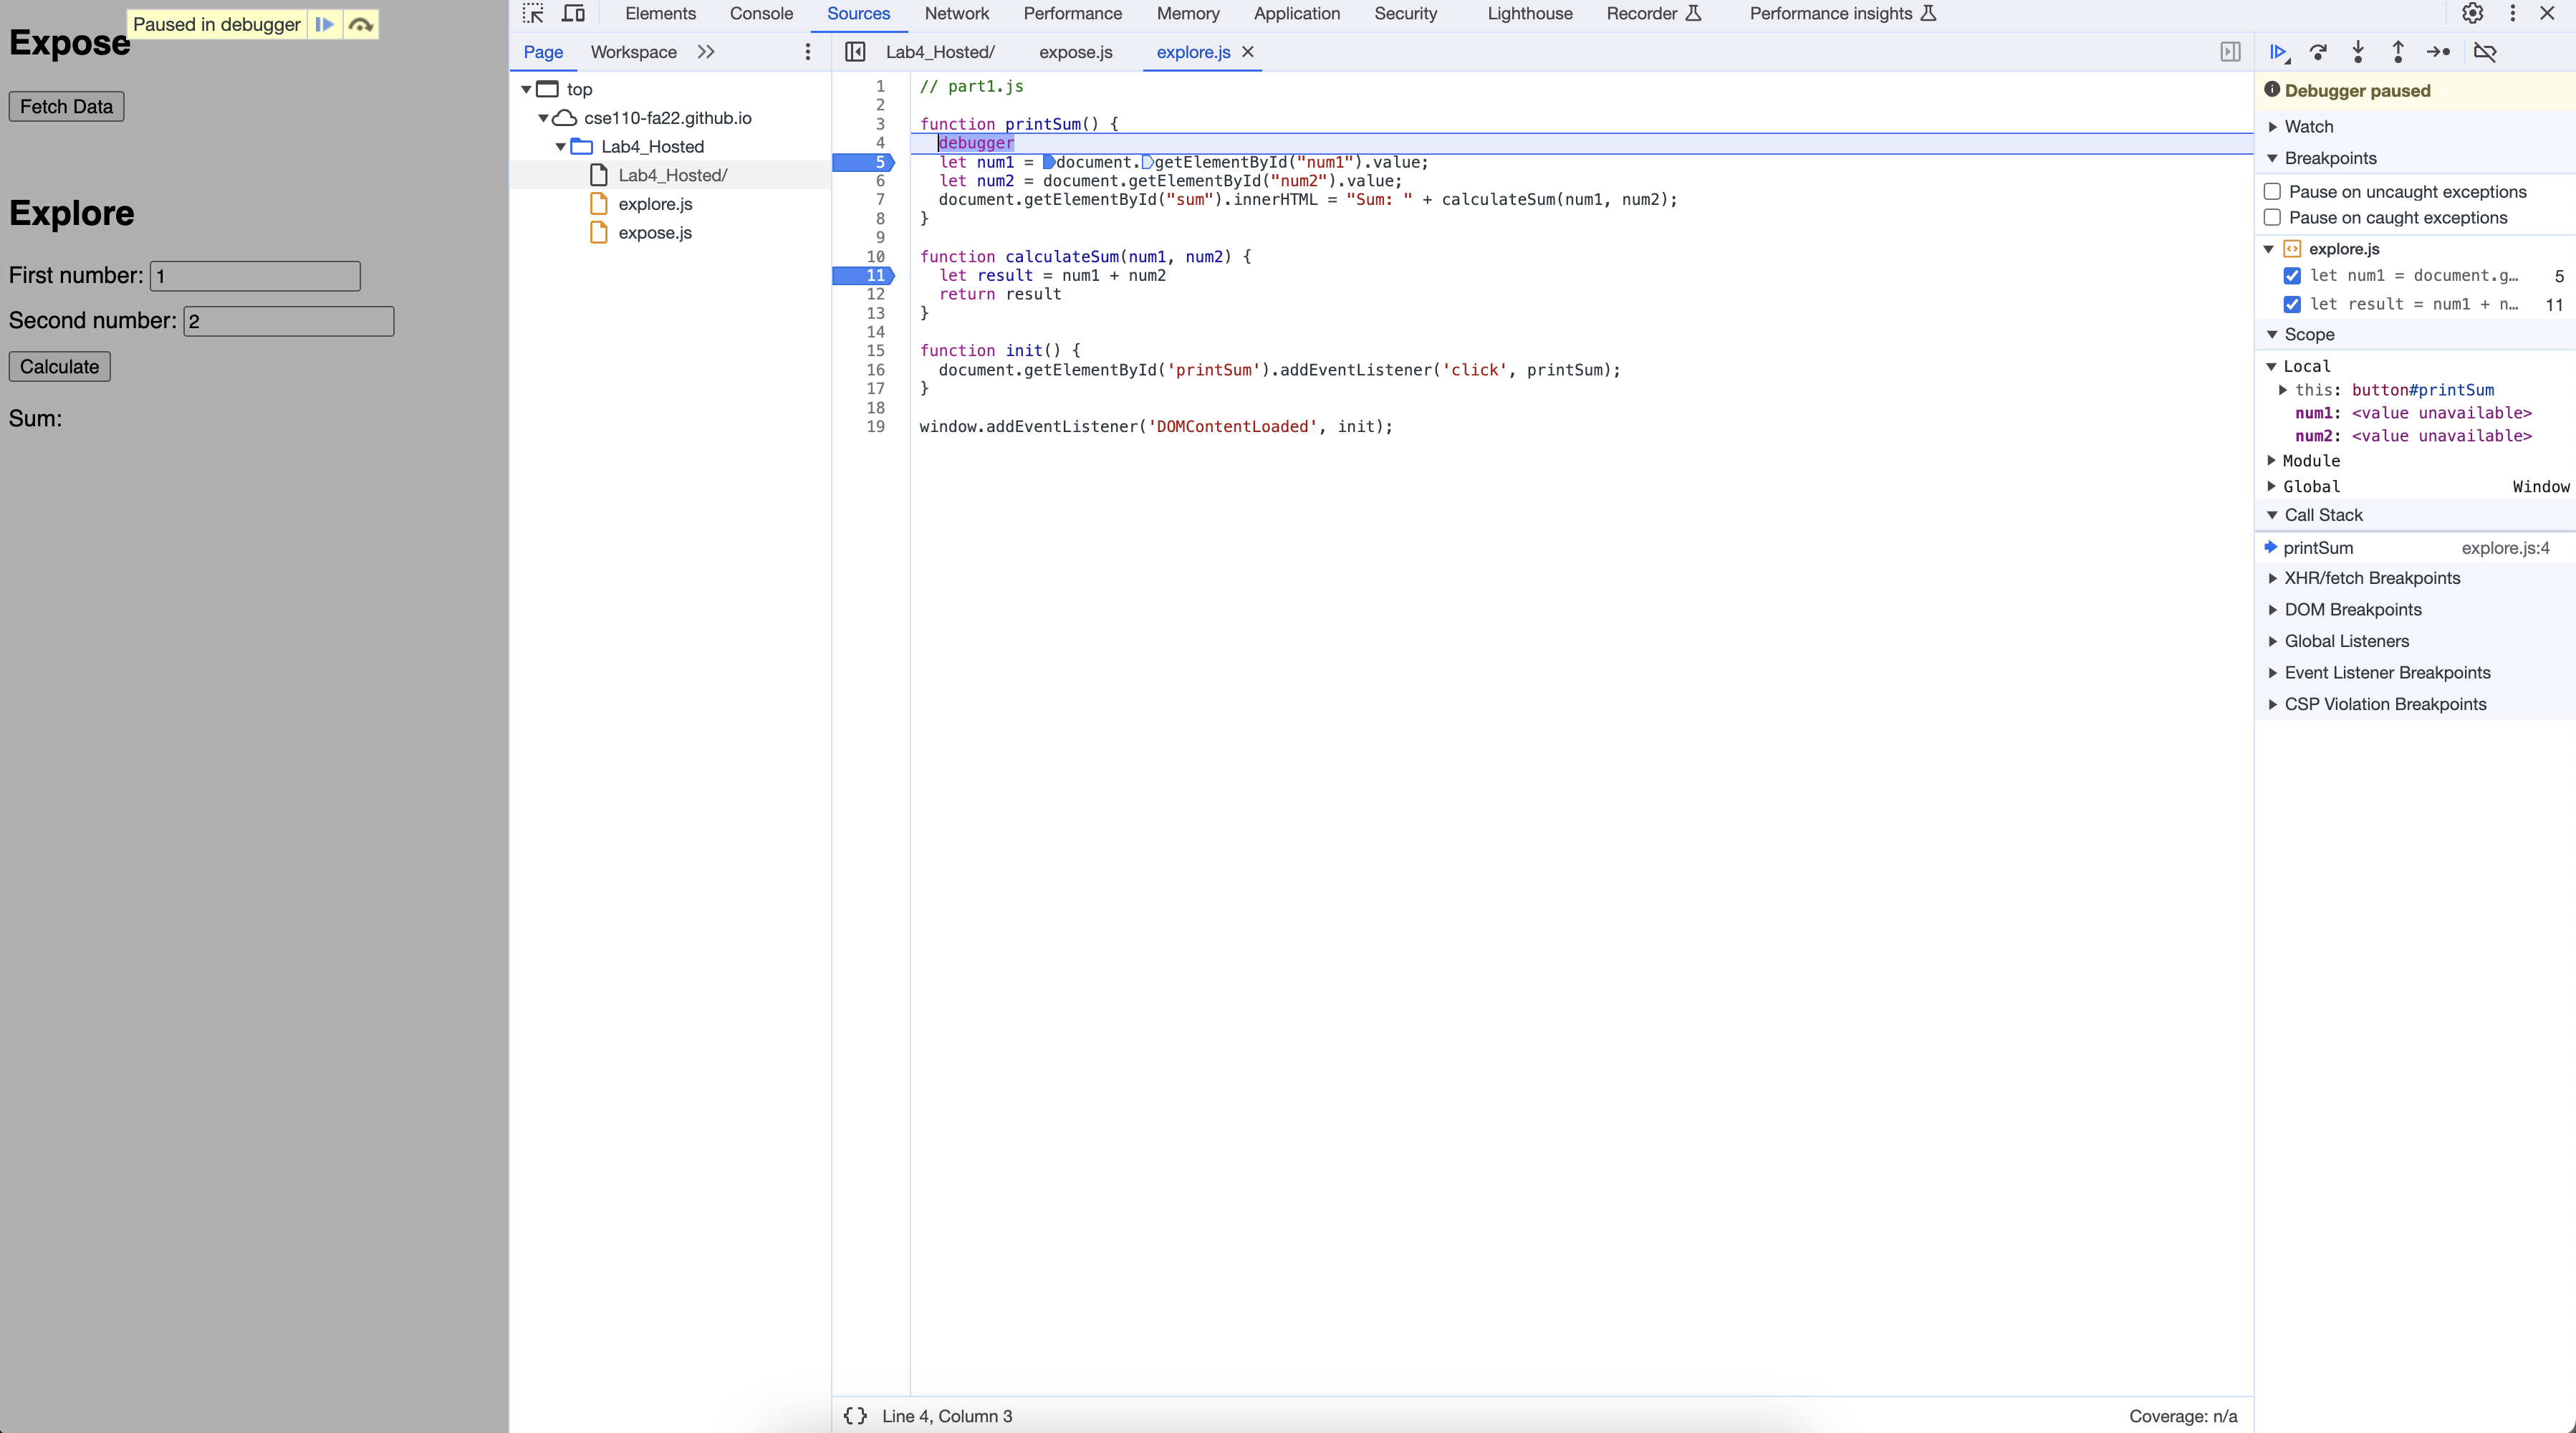 Paused in debugger
Expose
Fetch Data
Explore
First number: 1
Second number: 2
Calculate
Sum:
Elements Console Sources Network Performance Memory Application Security Lighthouse Recorder Performance insights
Page Workspace
top
cse110-fa22.github.io
Lab4_Hosted
Lab4_Hosted/
explore.js
expose.js
Lab4_Hosted/ expose.js explore.js
1 // part1.js
2
3 function printSum() {
4 debugger
5 let num1 = document.getElementById("num1").value;
6 let num2 = document.getElementById("num2").value;
7 document.getElementById("sum").innerHTML = "Sum: " + calculateSum(num1, num2);
8 }
9
10 function calculateSum(num1, num2) {
11 let result = num1 + num2
12 return result
13 }
14
15 function init() {
16 document.getElementById('printSum').addEventListener('click', printSum);
17 }
18
19 window.addEventListener('DOMContentLoaded', init);
{ } Line 4, Column 3 Coverage: n/a
Debugger paused
Watch
Breakpoints
Pause on uncaught exceptions
Pause on caught exceptions
explore.js
let num1 = document.g… 5
let result = num1 + n… 11
Scope
Local
this: button#printSum
num1: <value unavailable>
num2: <value unavailable>
Module
Global Window
Call Stack
printSum explore.js:4
XHR/fetch Breakpoints
DOM Breakpoints
Global Listeners
Event Listener Breakpoints
CSP Violation Breakpoints